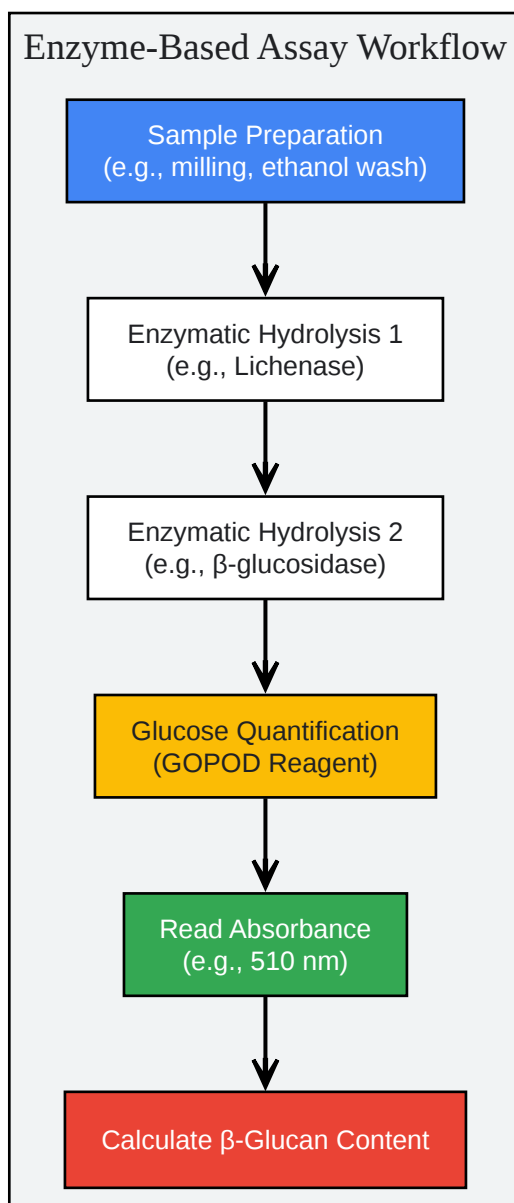 Enzyme-Based Assay Workflow
Sample Preparation
(e.g., milling, ethanol wash)
Enzymatic Hydrolysis 1
(e.g., Lichenase)
Enzymatic Hydrolysis 2
(e.g., β-glucosidase)
Glucose Quantification
(GOPOD Reagent)
Read Absorbance
(e.g., 510 nm)
Calculate β-Glucan Content